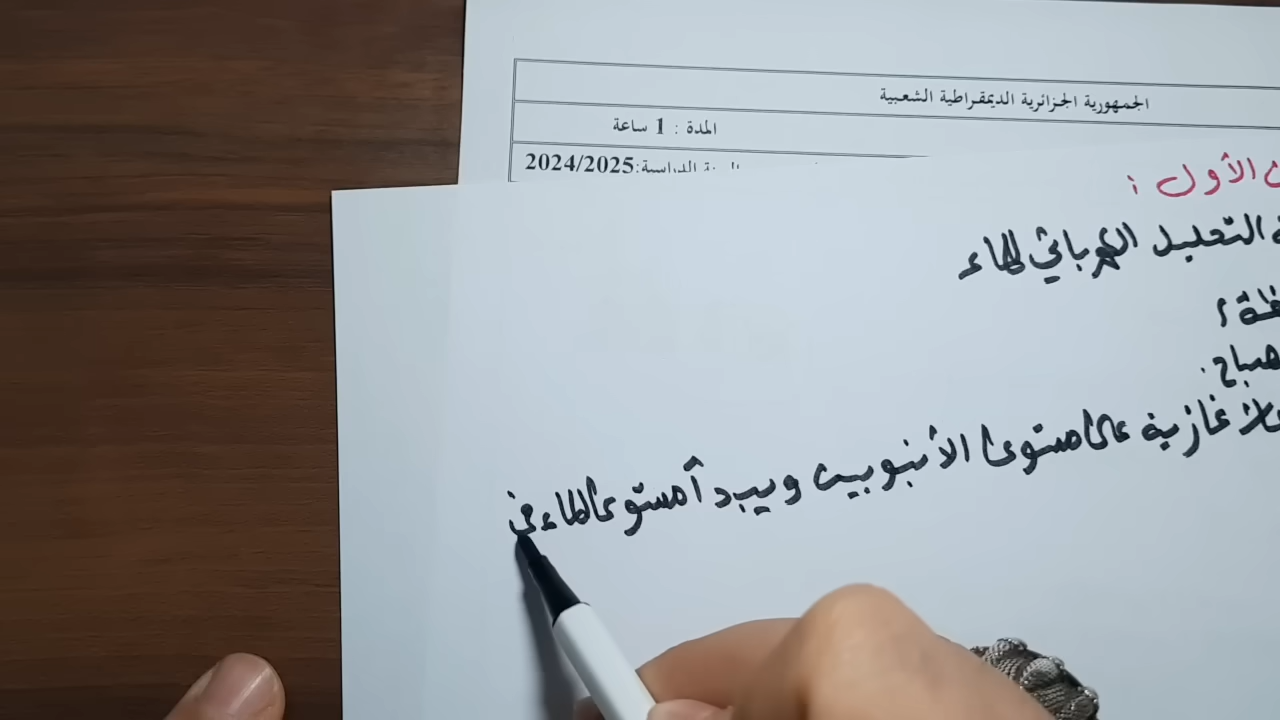 الجمهورية الجزائرية الديمقراطية الشعبية
المدة : 1 ساعة
الدراسية:2024/2025
الأول :
التحليل الكهربائي للماء
غازية على مستوى الأنبوبين ويبدأ مستوى الماء في